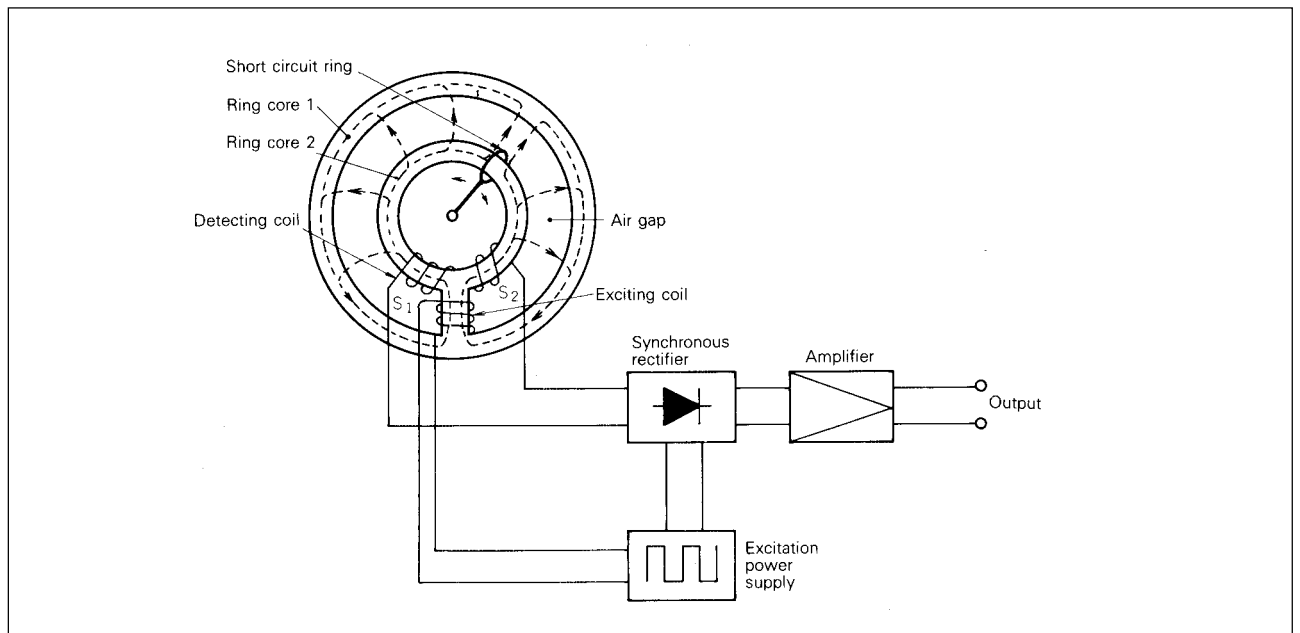 Short circuit ring
Ring core 1
Ring core 2
Detecting coil
Air gap
S1
S2
Exciting coil
Synchronous
rectifier
Amplifier
Output
Excitation
power
supply